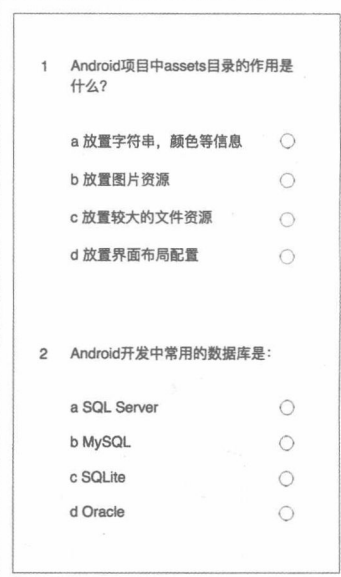 1 Android项目中assets目录的作用是
什么?
a 放置字符串，颜色等信息
b 放置图片资源
c 放置较大的文件资源
d 放置界面布局配置
2 Android开发中常用的数据库是：
a SQL Server
b MySQL
c SQLite
d Oracle